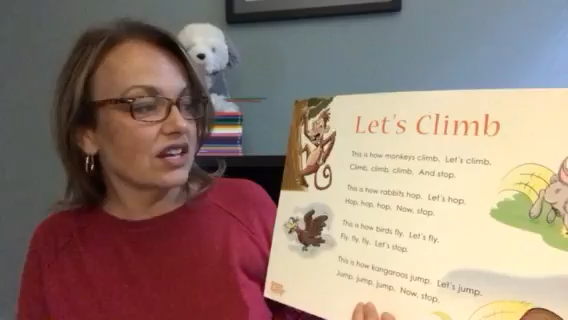 Let's Climb
This is how monkeys climb. Let's climb.
Climb, climb, climb. And stop.
This is how rabbits hop. Let's hop.
Hop, hop, hop. Now, stop.
This is how birds fly. Let's fly.
Fly, fly, fly. Let's stop.
This is how kangaroos jump. Let's jump.
Jump, jump, jump. Now, stop.